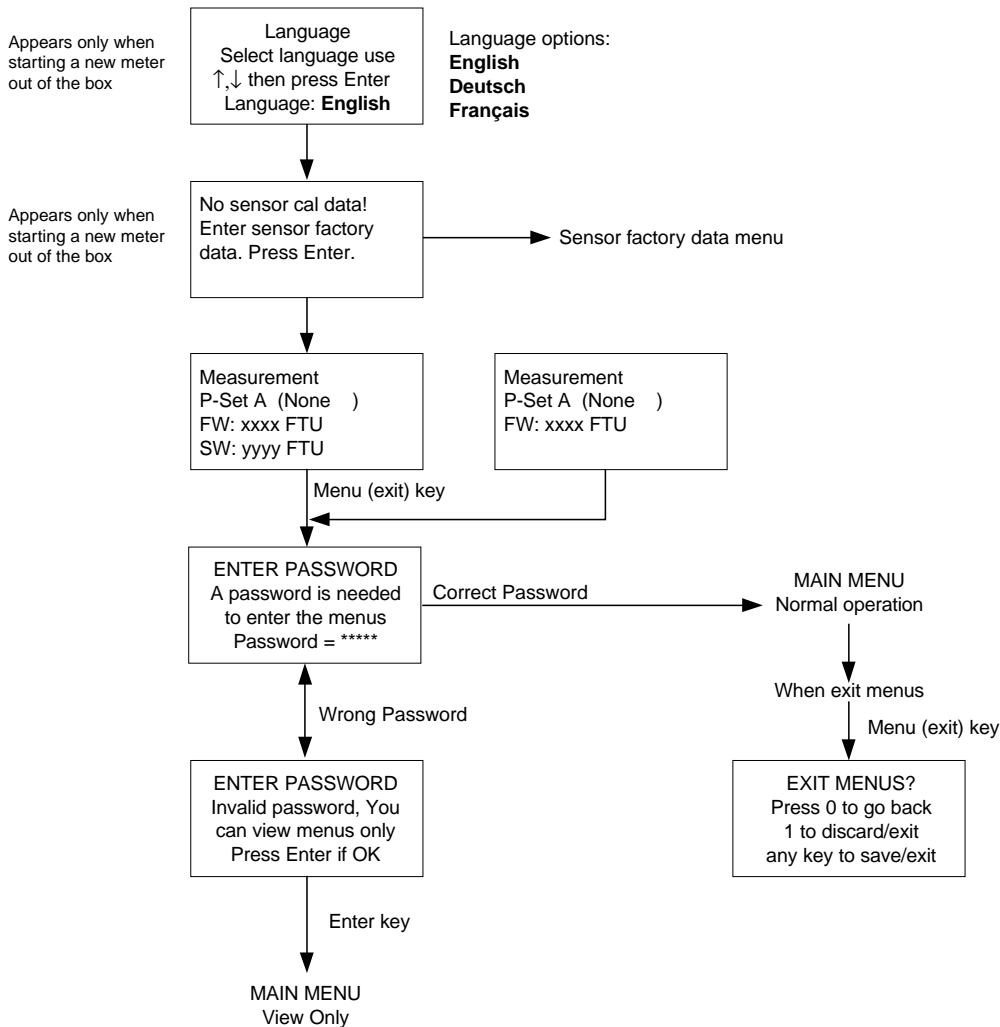 Appears only when
starting a new meter
out of the box
Language
Select language use
↑,↓ then press Enter
Language: English
Language options:
English
Deutsch
Français
Appears only when
starting a new meter
out of the box
No sensor cal data!
Enter sensor factory
data. Press Enter.
Sensor factory data menu
Measurement
P-Set A (None )
FW: xxxx FTU
SW: yyyy FTU
Measurement
P-Set A (None )
FW: xxxx FTU
Menu (exit) key
ENTER PASSWORD
A password is needed
to enter the menus
Password = *****
Correct Password
MAIN MENU
Normal operation
When exit menus
Menu (exit) key
Wrong Password
ENTER PASSWORD
Invalid password, You
can view menus only
Press Enter if OK
EXIT MENUS?
Press 0 to go back
1 to discard/exit
any key to save/exit
Enter key
MAIN MENU
View Only